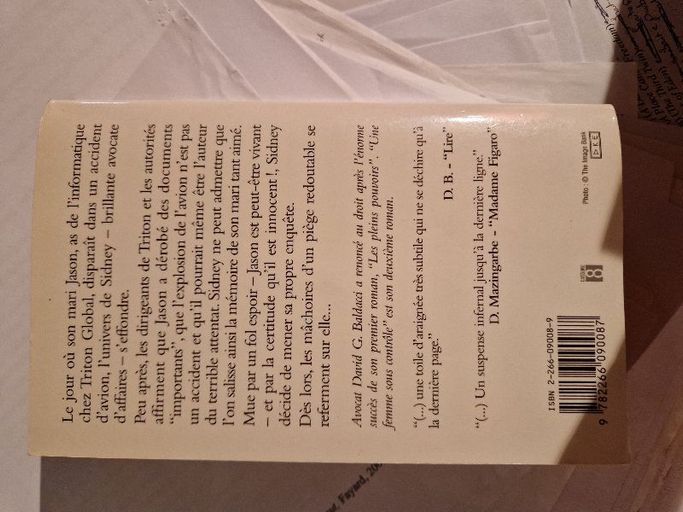 Le jour où son mari Jason, as de l'informatique
chez Triton Global, disparaît dans un accident
d'avion, l'univers de Sidney – brillante avocate
d'affaires – s'effondre.
Peu après, les dirigeants de Triton et les autorités
affirment que Jason a dérobé des documents
“importants”, que l'explosion de l'avion n'est pas
un accident et qu'il pourrait même être l'auteur
du terrible attentat. Sidney ne peut admettre que
l'on salisse ainsi la mémoire de son mari tant aimé.
Mue par un fol espoir – Jason est peut-être vivant
– et par la certitude qu'il est innocent !, Sidney
décide de mener sa propre enquête.
Des lors, les mâchoires d'un piège redoutable se
referment sur elle...
Avocat David G. Baldacci a renoncé au droit après l'énorme
succès de son premier roman, “Les pleins pouvoirs”. “Une
femme sous contrôle” est son deuxième roman.
“(...) une toile d'araignée très subtile qui ne se déchire qu'à
la dernière page.”
D. B. - “Lire”
“(...) Un suspense infernal jusqu'à la dernière ligne.”
D. Mazingarbe - “Madame Figaro”
Photo : © The Image Bank
8
ISBN 2-266-09008-9
9 782266 090087
Fayard, 20